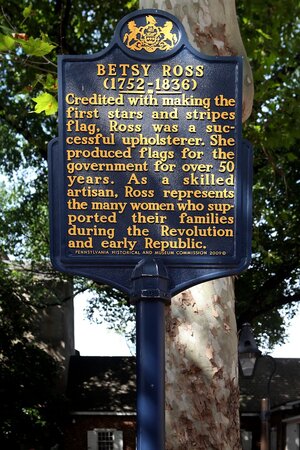 BETSY ROSS
(1752-1836)
Credited with making the
first stars and stripes
flag, Ross was a suc-
cessful upholsterer. She
produced flags for the
government for over 50
years. As a skilled
artisan, Ross represents
the many women who sup-
ported their families
during the Revolution
and early Republic.
PENNSYLVANIA HISTORICAL AND MUSEUM COMMISSION 2009©